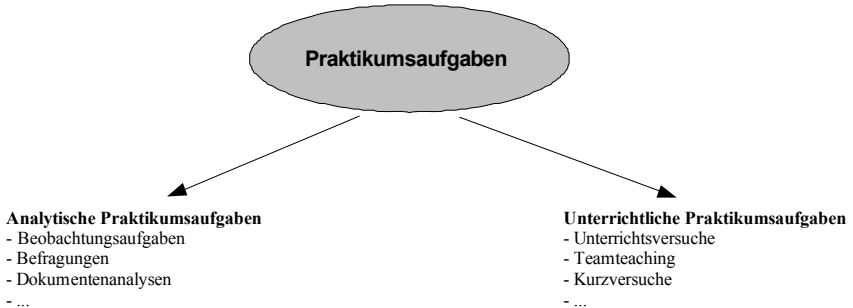 Praktikumsaufgaben
Analytische Praktikumsaufgaben
- Beobachtungsaufgaben
- Befragungen
- Dokumentenanalysen
- ...
Unterrichtliche Praktikumsaufgaben
- Unterrichtsversuche
- Teamteaching
- Kurzversuche
- ...